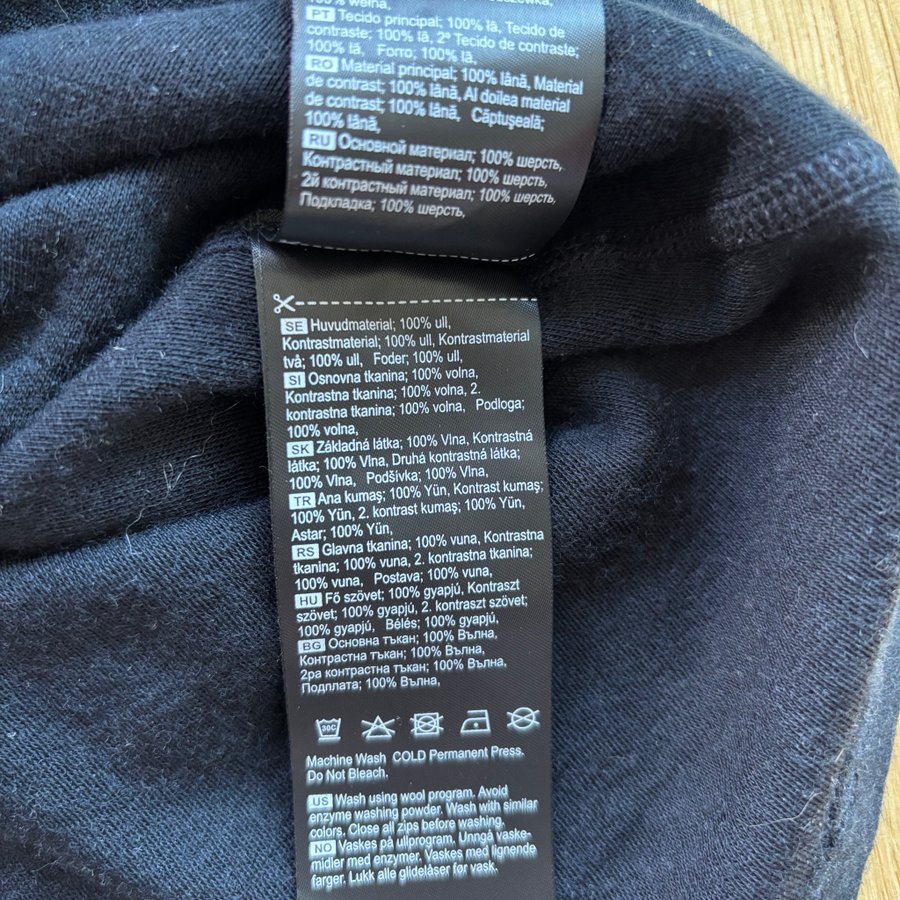 100% wełna,
PT Tecido principal; 100% lã, Tecido de
contraste; 100% lã, 2º Tecido de contraste;
100% lã, Forro; 100% lã,
RO Material principal; 100% lână, Material
de contrast; 100% lână, Al doilea material
de contrast; 100% lână, Căptuşeală;
100% lână,
RU Основной материал; 100% шерсть,
Контрастный материал; 100% шерсть,
2й контрастный материал; 100% шерсть,
Подкладка; 100% шерсть,
SE Huvudmaterial; 100% ull,
Kontrastmaterial; 100% ull, Kontrastmaterial
två; 100% ull, Foder; 100% ull,
SI Osnovna tkanina; 100% volna,
Kontrastna tkanina; 100% volna, 2.
kontrastna tkanina; 100% volna, Podloga;
100% volna,
SK Základná látka; 100% Vlna, Kontrastná
látka; 100% Vlna, Druhá kontrastná látka;
100% Vlna, Podšívka; 100% Vlna,
TR Ana kumaş; 100% Yün, Kontrast kumaş;
100% Yün, 2. kontrast kumaş; 100% Yün,
Astar; 100% Yün,
RS Glavna tkanina; 100% vuna, Kontrastna
tkanina; 100% vuna, 2. kontrastna tkanina;
100% vuna, Postava; 100% vuna,
HU Fő szövet; 100% gyapjú, Kontraszt
szövet; 100% gyapjú, 2. kontraszt szövet;
100% gyapjú, Bélés; 100% gyapjú,
BG Основна тъкан; 100% Вълна,
Контрастна тъкан; 100% Вълна,
2ра контрастна тъкан; 100% Вълна,
Подплата; 100% Вълна,
30C
Machine Wash COLD Permanent Press.
Do Not Bleach.
US Wash using wool program. Avoid
enzyme washing powder. Wash with similar
colors. Close all zips before washing.
NO Vaskes på ullprogram. Unngå vaske-
midler med enzymer. Vaskes med lignende
farger. Lukk alle glidelåser før vask.